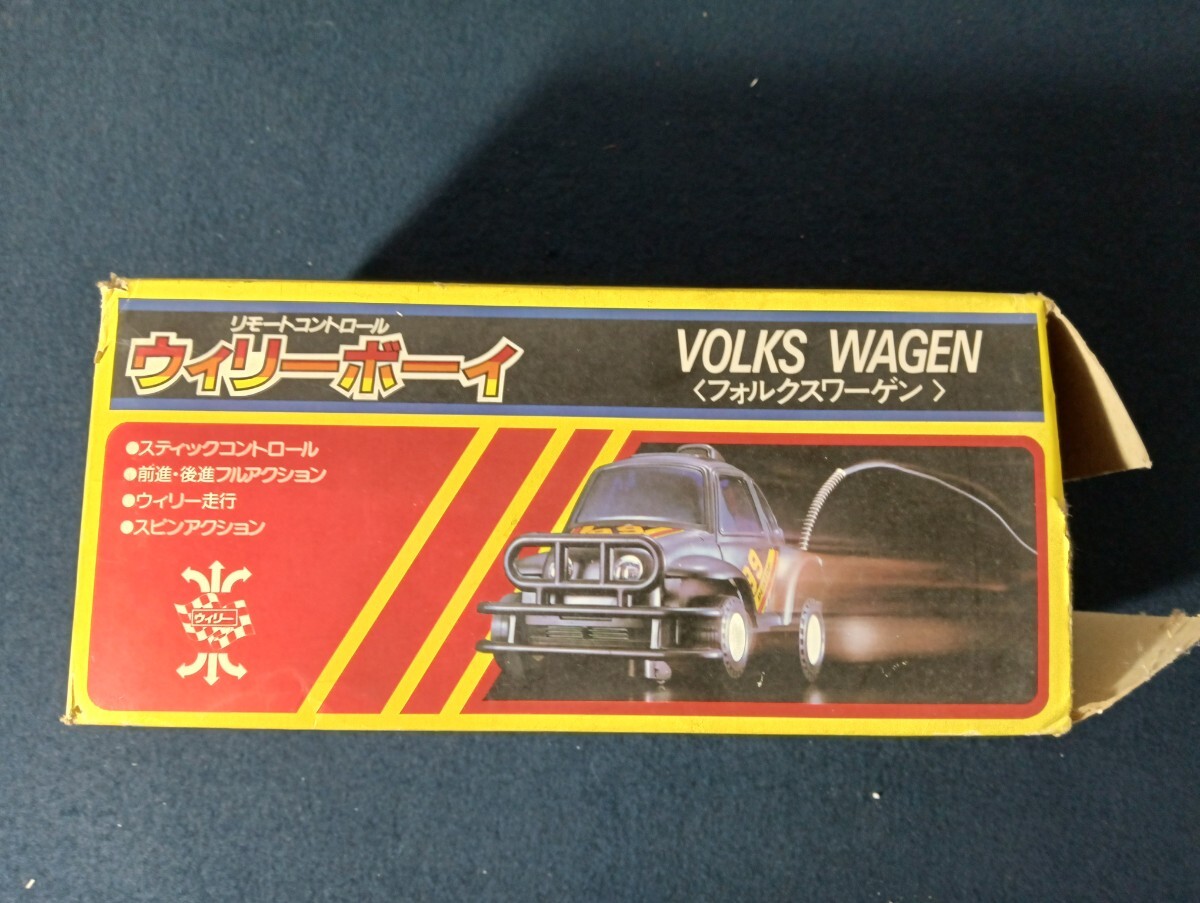 リモートコントロール
ウィリーボーイ
VOLKS WAGEN
〈フォルクスワーゲン〉
●スティックコントロール
●前進・後進フルアクション
●ウィリー走行
●スピンアクション
ウィリー
39